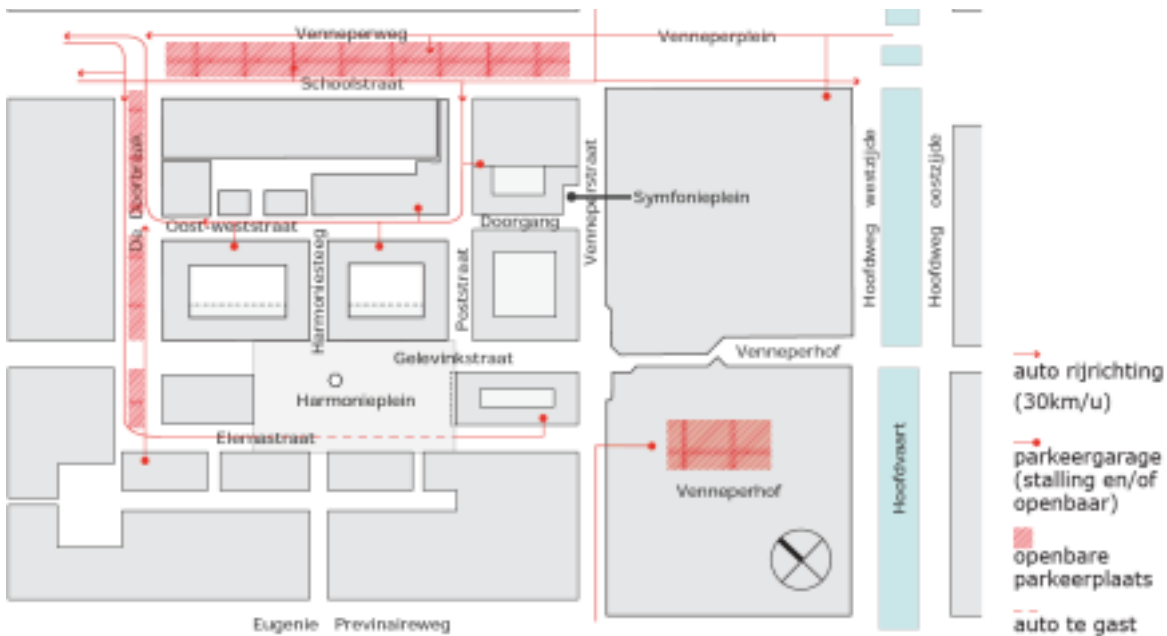 Venneperweg
Venneperplein
Schoolstraat
De Doorbraak
Venneperstraat
Symfonieplein
Hoofdweg westzijde
Hoofdweg oostzijde
Oost-weststraat
Doorgang
Harmoniesteeg
Poststraat
Gelevinkstraat
Venneperhof
Harmonieplein
Elemastraat
Venneperhof
Hoofdvaart
Eugenie Previnaireweg
auto rijrichting
(30km/u)
parkeergarage
(stalling en/of
openbaar)
openbare
parkeerplaats
auto te gast